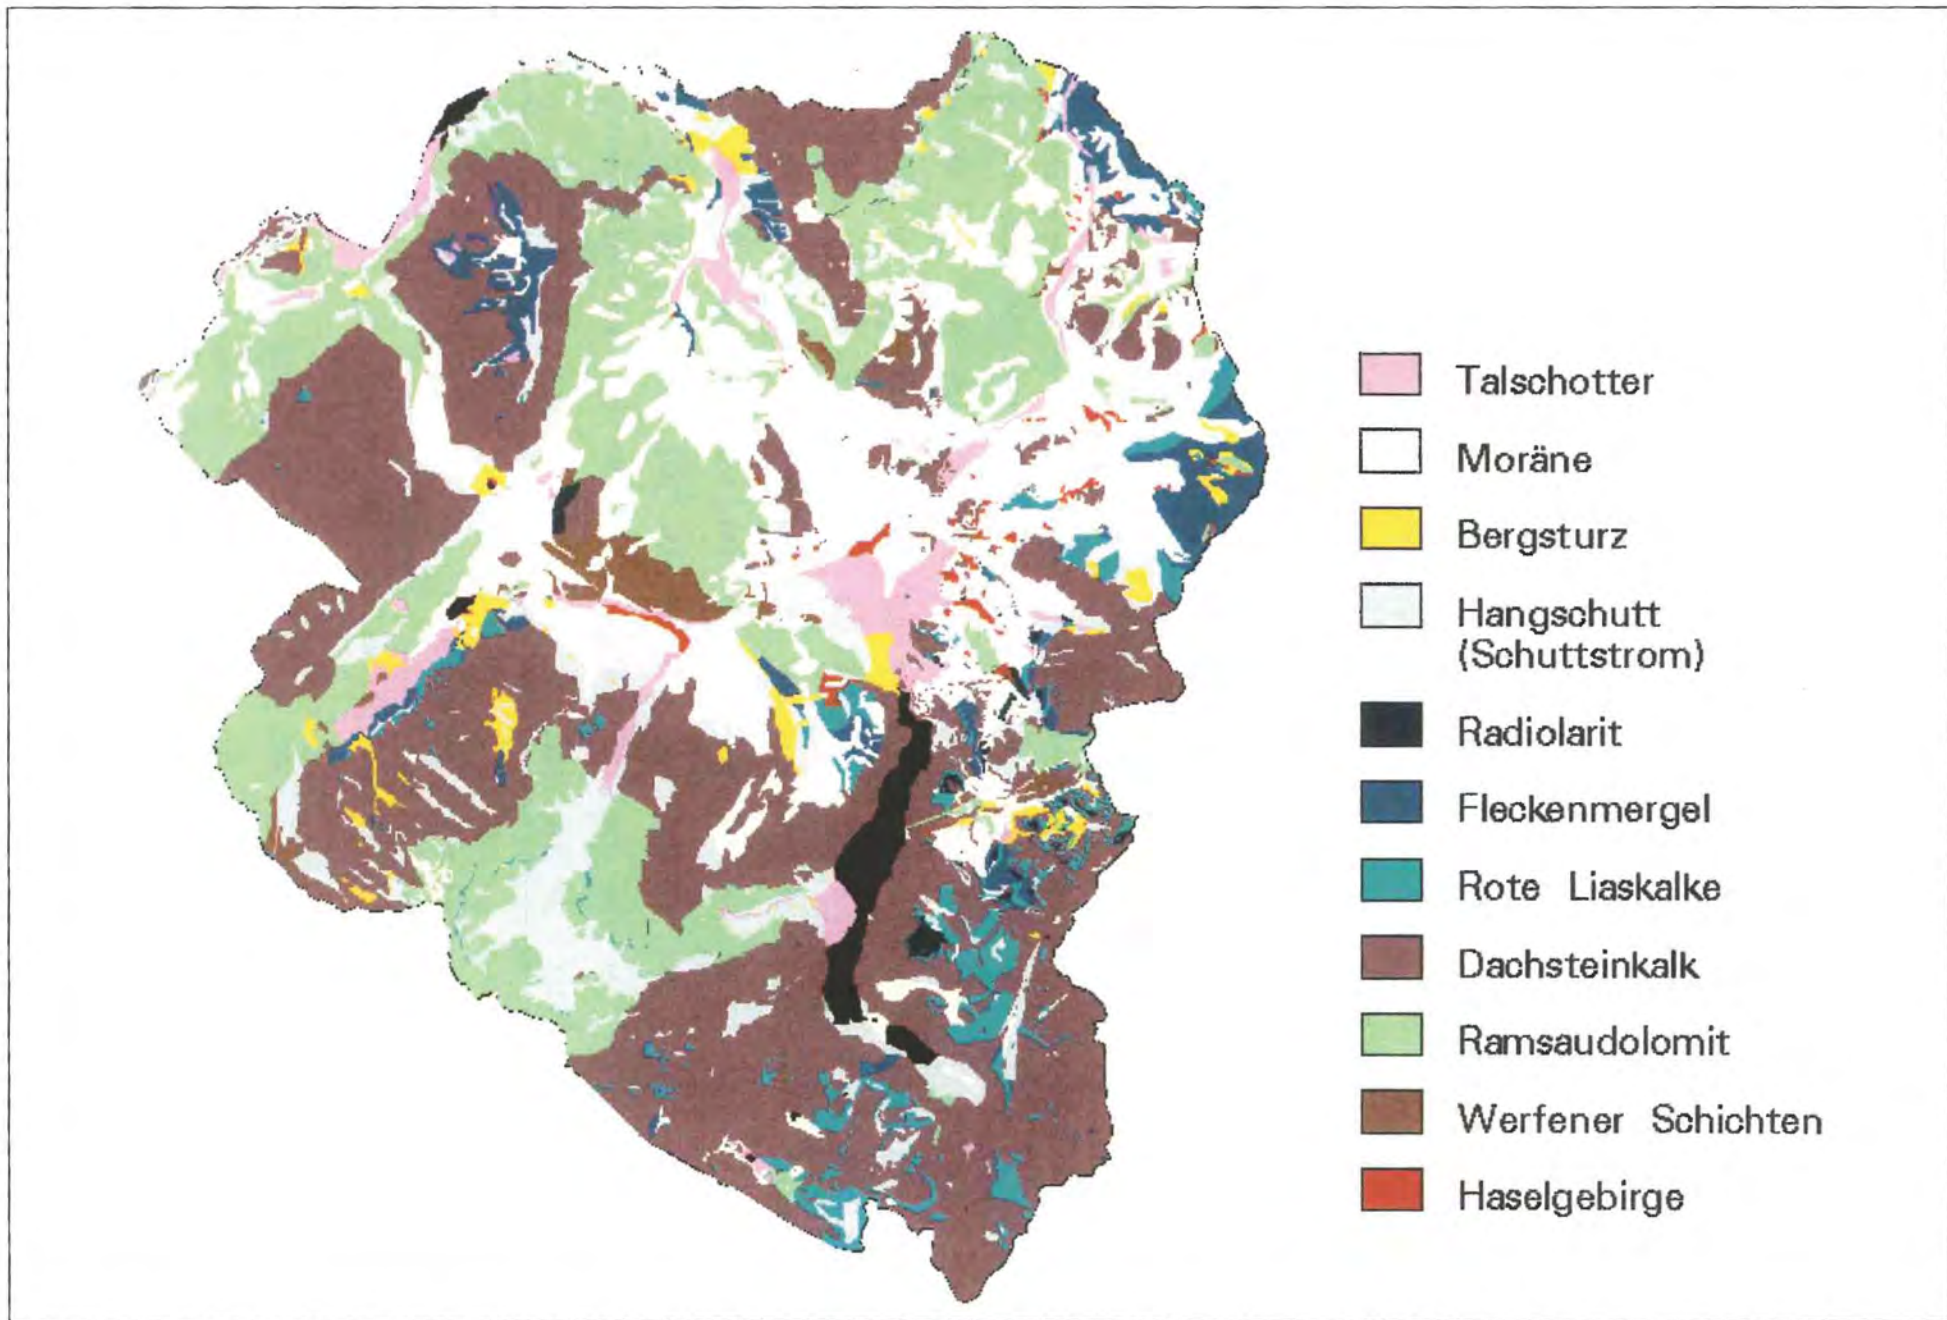 Talschotter
Moräne
Bergsturz
Hangschutt
(Schuttstrom)
Radiolarit
Fleckenmergel
Rote Liaskalke
Dachsteinkalk
Ramsaudolomit
Werfener Schichten
Haselgebirge